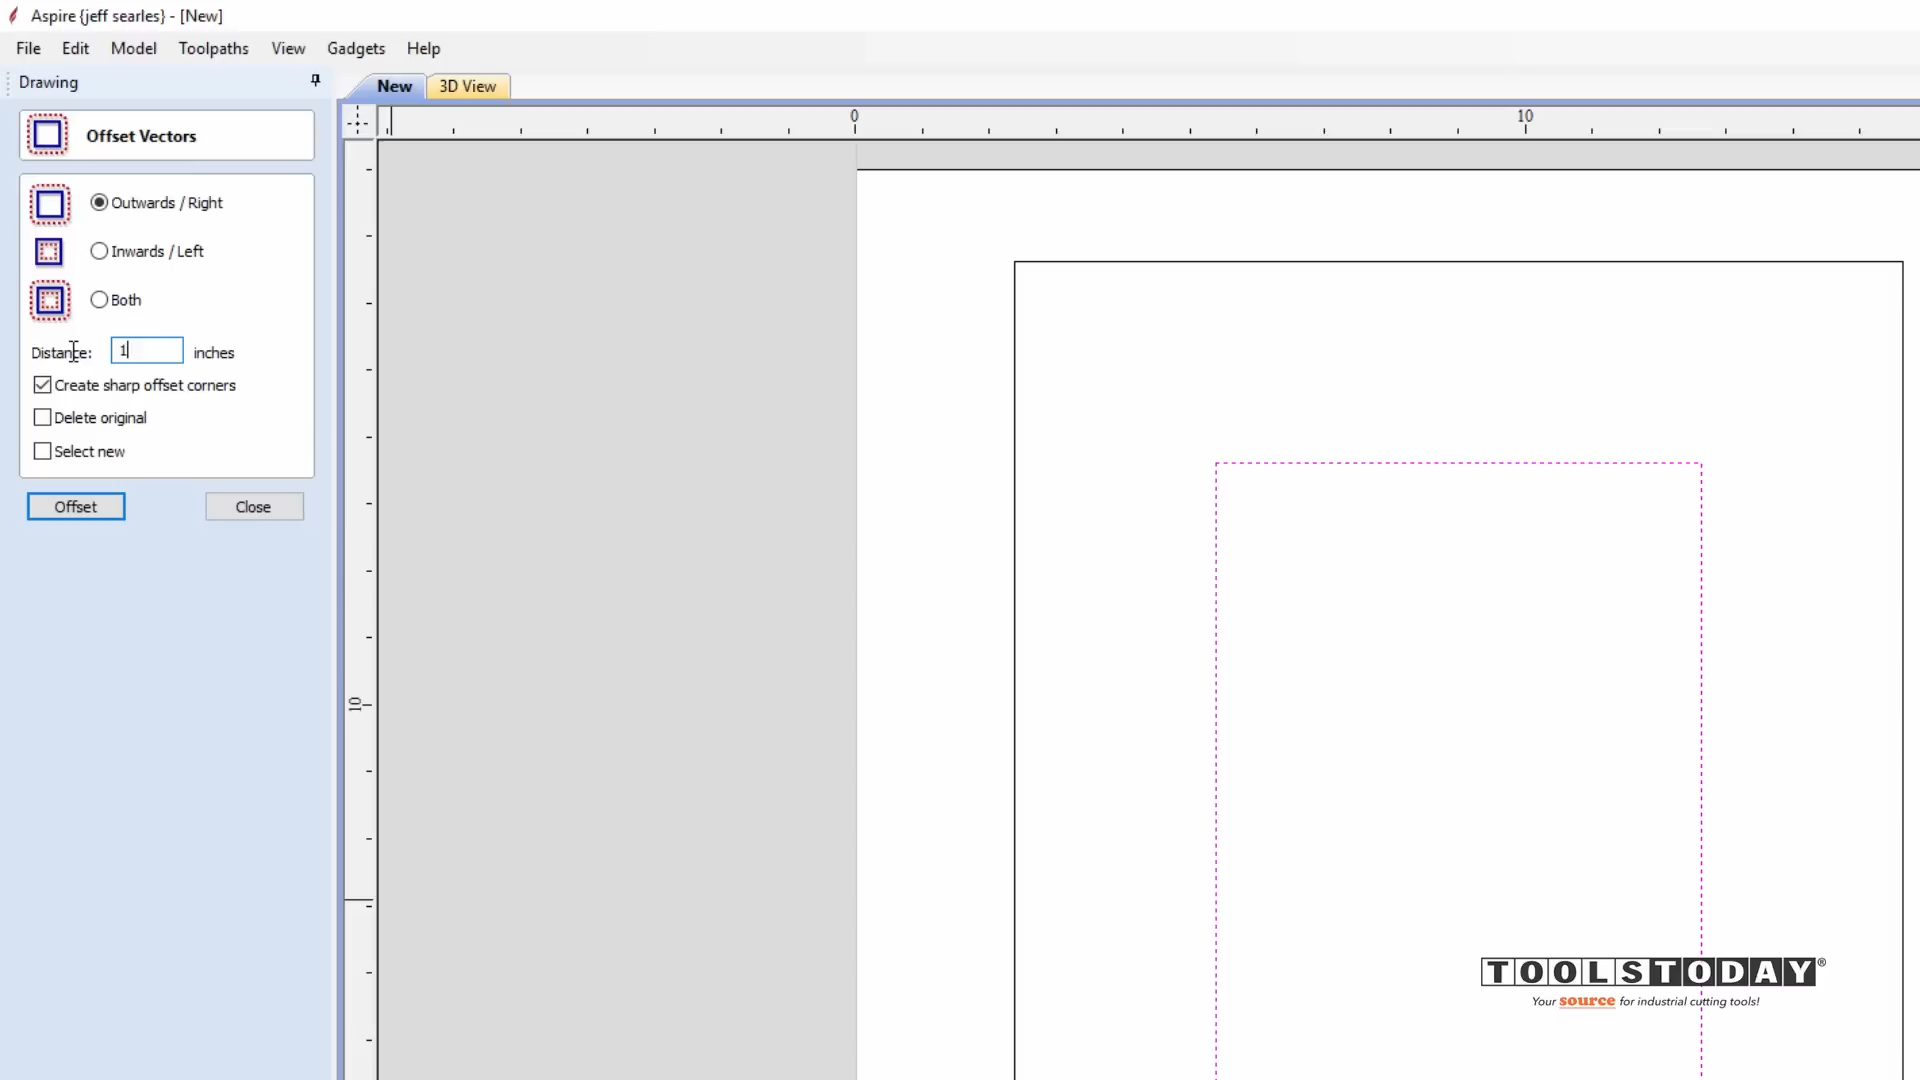 Aspire {jeff searles} - [New]
File Edit Model Toolpaths View Gadgets Help
Drawing
New 3D View
0 10
Offset Vectors
Outwards / Right
Inwards / Left
Both
Distance: 1 inches
Create sharp offset corners
Delete original
Select new
Offset Close
10
TOOLSTODAY®
Your source for industrial cutting tools!